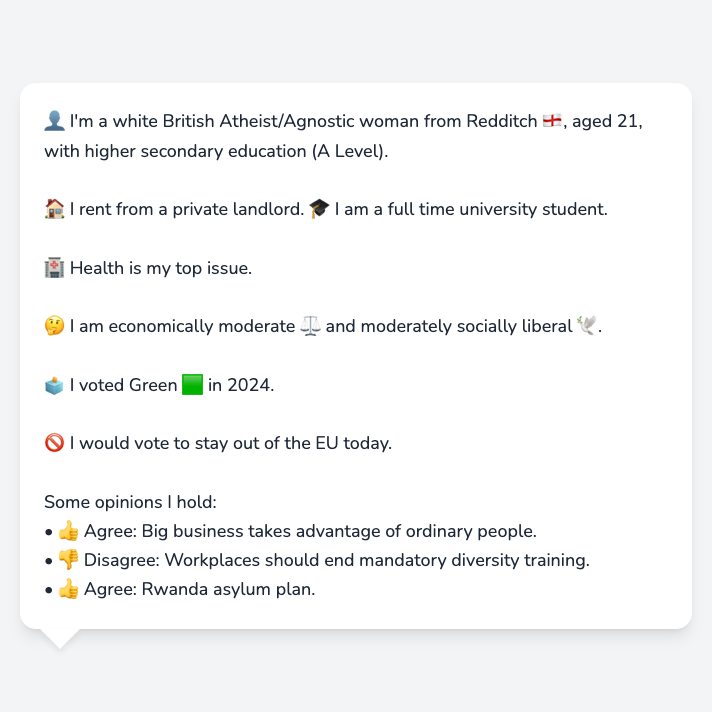 👤 I'm a white British Atheist/Agnostic woman from Redditch 🏴󠁧󠁢󠁥󠁮󠁧󠁿, aged 21,
with higher secondary education (A Level).
🏠 I rent from a private landlord. 🎓 I am a full time university student.
🏥 Health is my top issue.
🤔 I am economically moderate ⚖️ and moderately socially liberal 🕊️.
🗳️ I voted Green 🟩 in 2024.
🚫 I would vote to stay out of the EU today.
Some opinions I hold:
• 👍 Agree: Big business takes advantage of ordinary people.
• 👎 Disagree: Workplaces should end mandatory diversity training.
• 👍 Agree: Rwanda asylum plan.